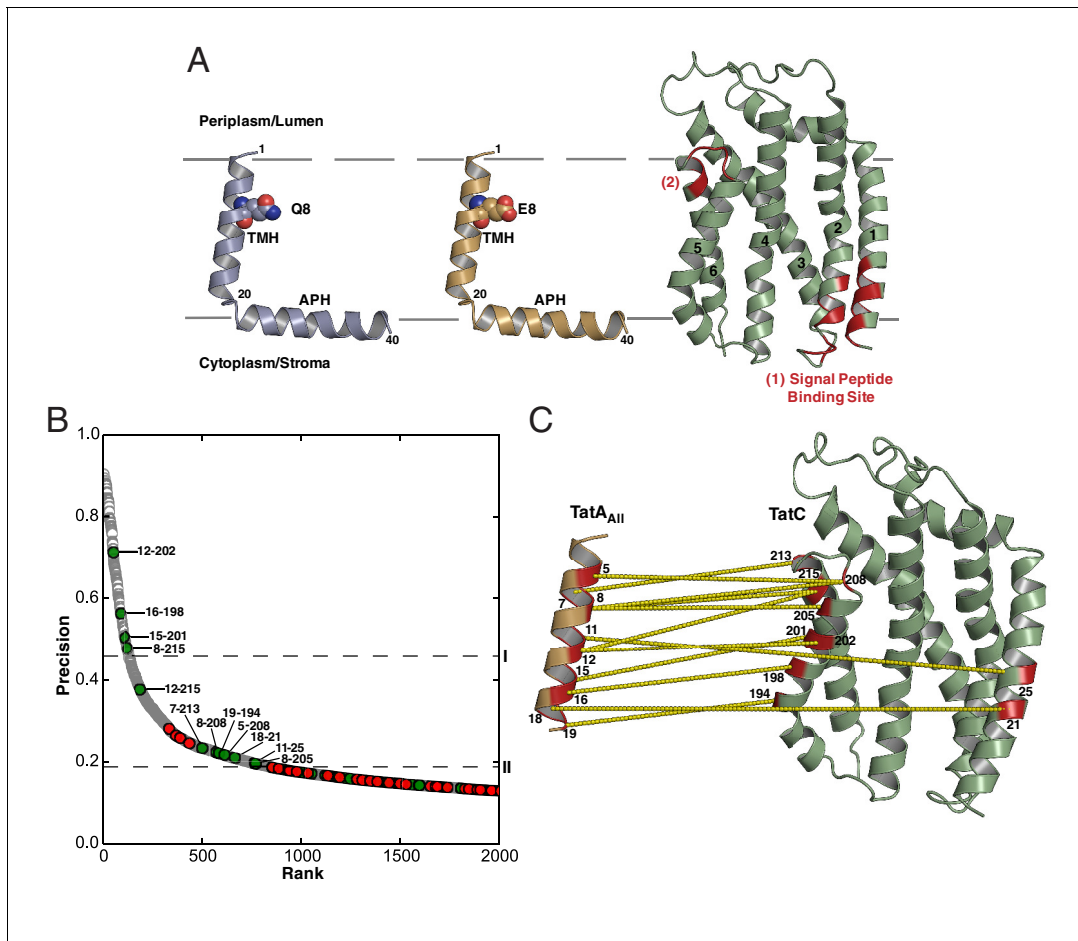 A
Periplasm/Lumen
1
Q8
TMH
20
APH
40
1
E8
TMH
20
APH
40
Cytoplasm/Stroma
(2)
5
6
4
3
2
1
(1) Signal Peptide
Binding Site
B
Precision
1.0
0.8
0.6
0.4
0.2
0.0
12-202
16-198
15-201
8-215
12-215
7-213
8-208
19-194
5-208
18-21
11-25
8-205
I
II
0
500
1000
1500
2000
Rank
C
TatAAll
TatC
5
7
8
11
12
15
16
18
19
213
215
208
205
201
202
198
194
25
21